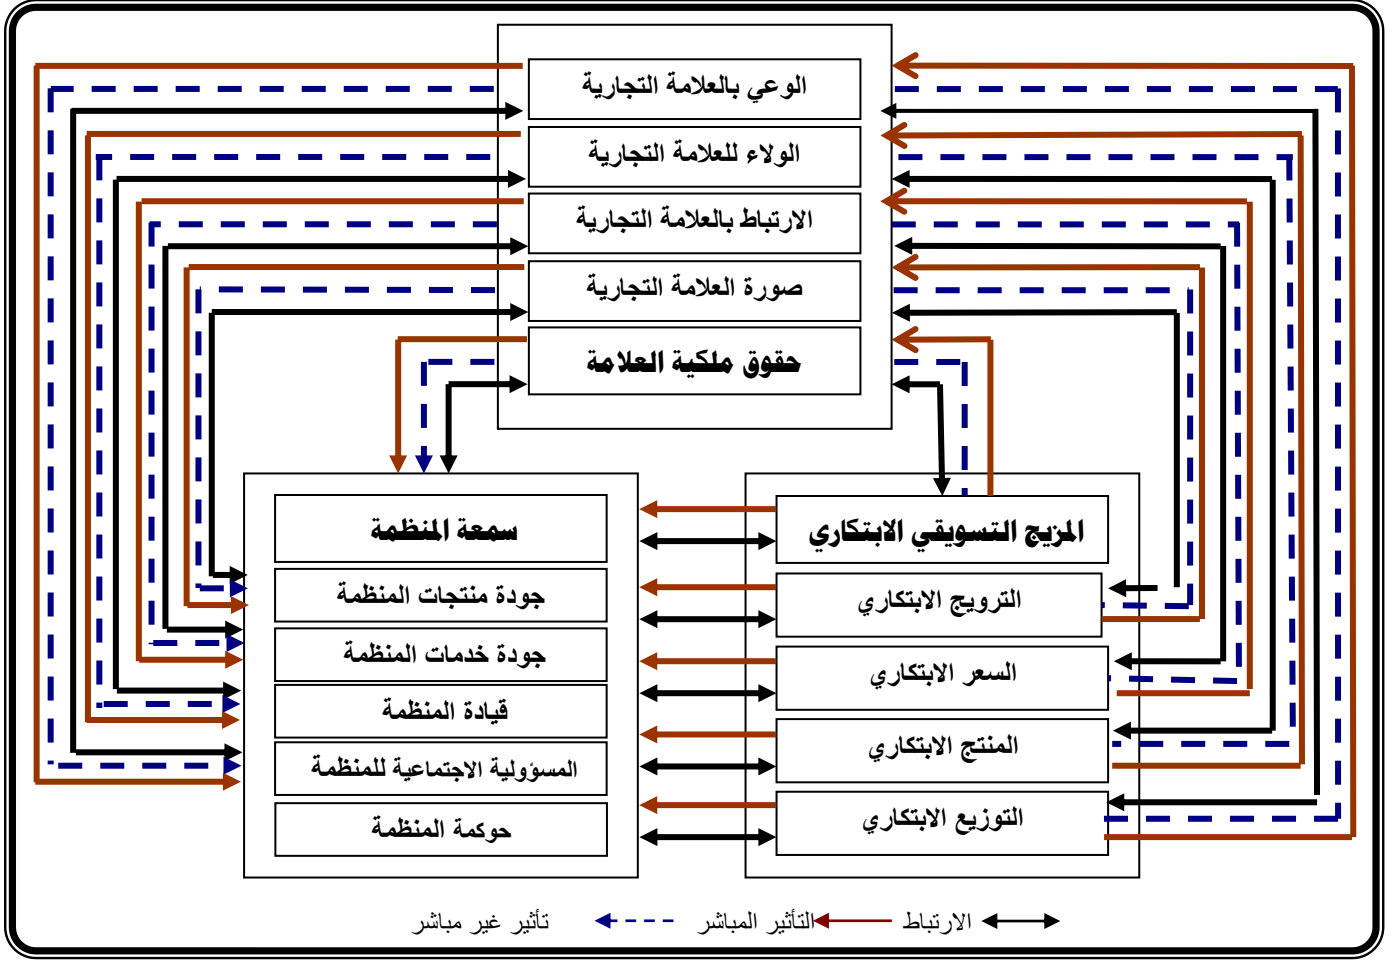 الوعي بالعلامة التجارية
الولاء للعلامة التجارية
الارتباط بالعلامة التجارية
صورة العلامة التجارية
حقوق ملكية العلامة
المزيج التسويقي الابتكاري
الترويج الابتكاري
السعر الابتكاري
المنتج الابتكاري
التوزيع الابتكاري
سمعة المنظمة
جودة منتجات المنظمة
جودة خدمات المنظمة
قيادة المنظمة
المسؤولية الاجتماعية للمنظمة
حوكمة المنظمة
الارتباط التأثير المباشر تأثير غير مباشر